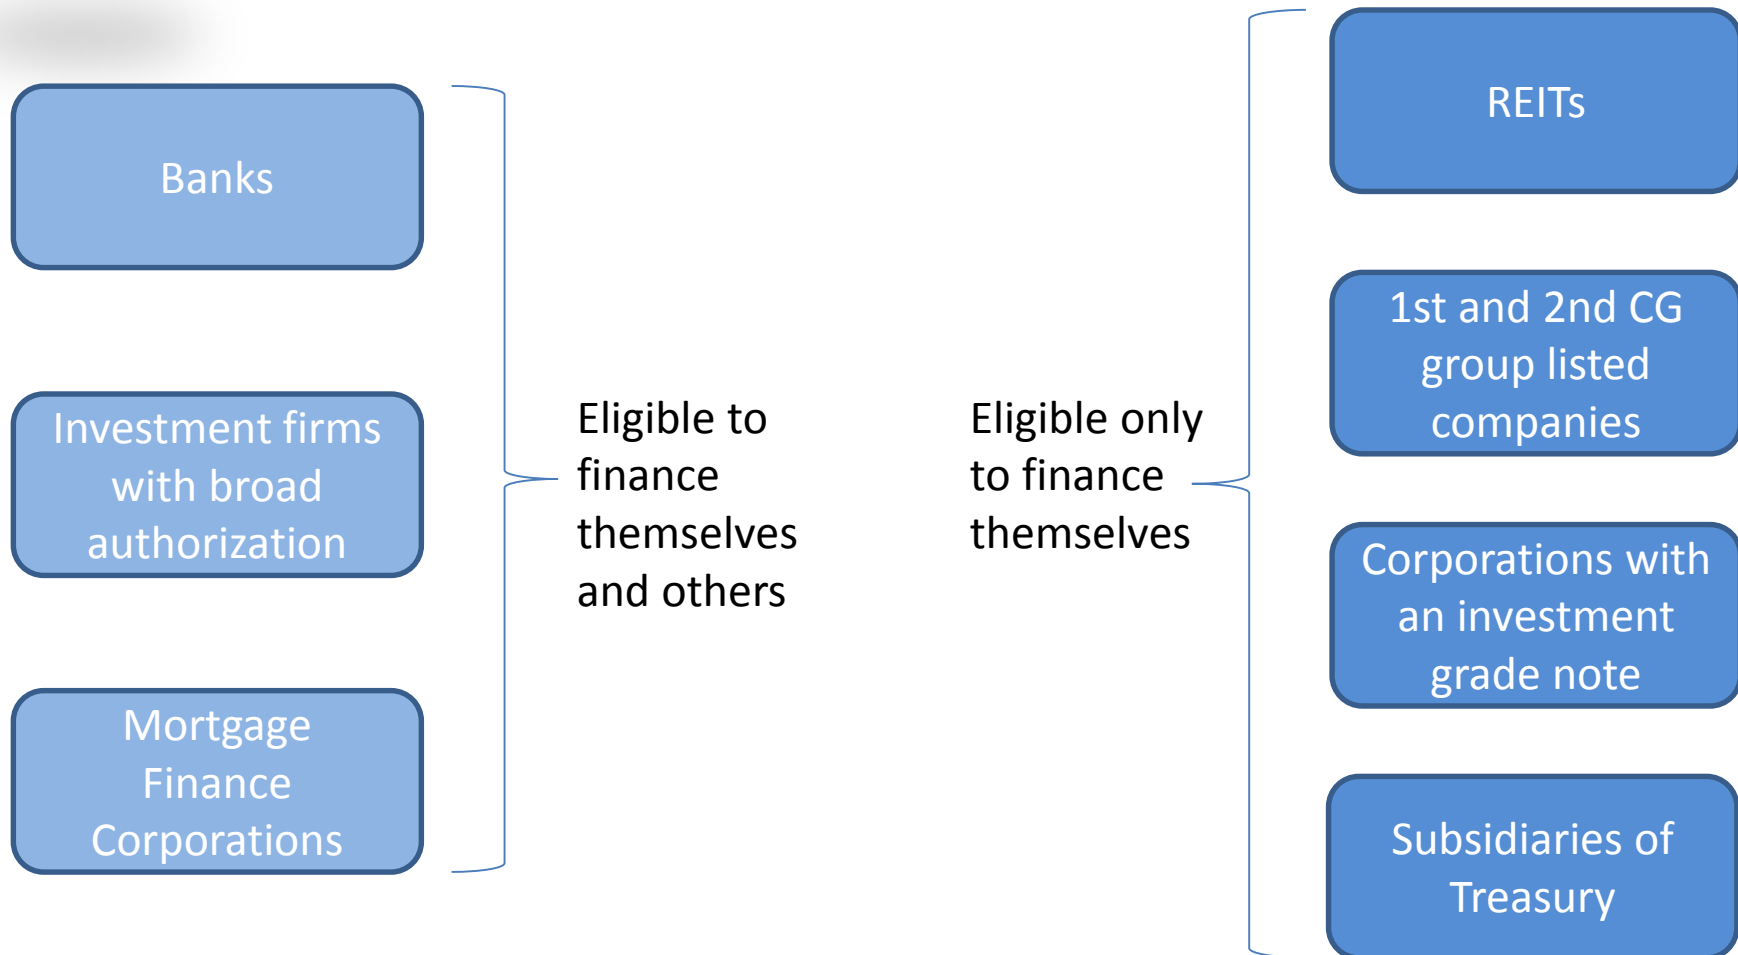 Banks
Investment firms
with broad
authorization
Mortgage
Finance
Corporations
Eligible to
finance
themselves
and others
Eligible only
to finance
themselves
REITs
1st and 2nd CG
group listed
companies
Corporations with
an investment
grade note
Subsidiaries of
Treasury